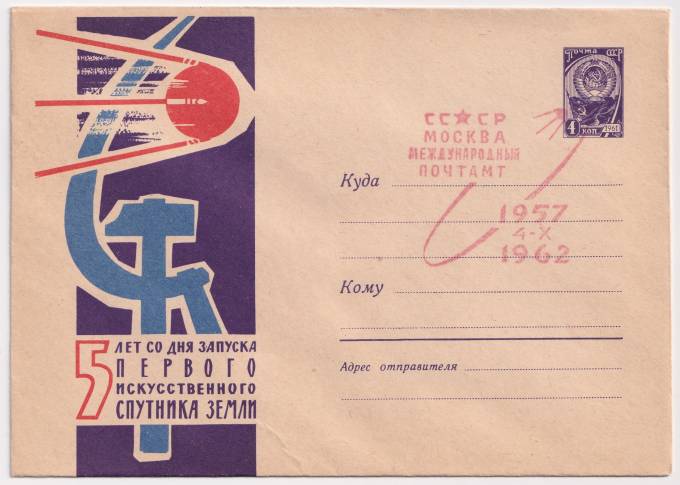 5 ЛЕТ СО ДНЯ ЗАПУСКА
ПЕРВОГО
ИСКУССТВЕННОГО
СПУТНИКА ЗЕМЛИ
Почта СССР
4 КОП. 1961
СССР
МОСКВА
МЕЖДУНАРОДНЫЙ
ПОЧТАМТ
1957
4-X
1962
Куда
Кому
Адрес отправителя